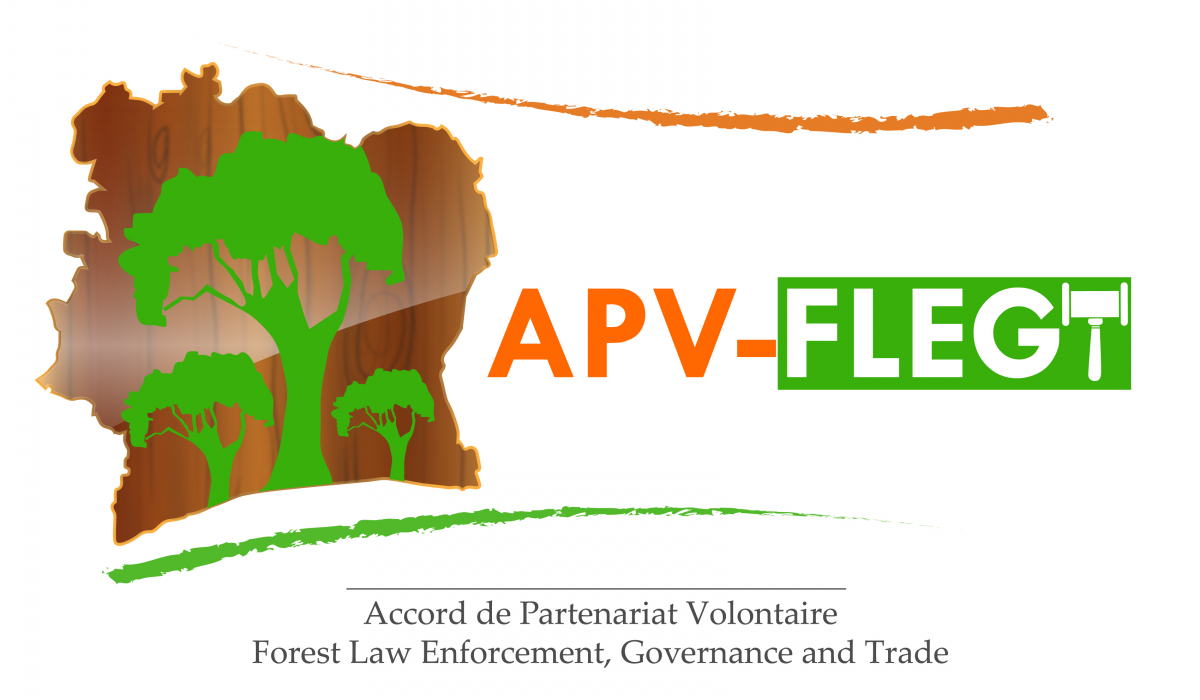 APV-FLEGT
Accord de Partenariat Volontaire
Forest Law Enforcement, Governance and Trade